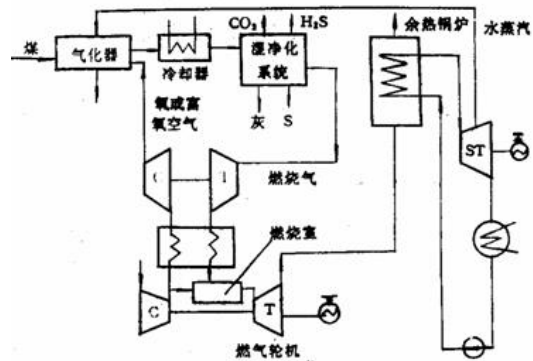 CO₂
H₂S
余热锅炉
水蒸汽
煤
气化器
冷却器
湿净化
系统
氧或富
氧空气
灰
S
燃烧气
ST
C
T
燃烧室
C
T
燃气轮机